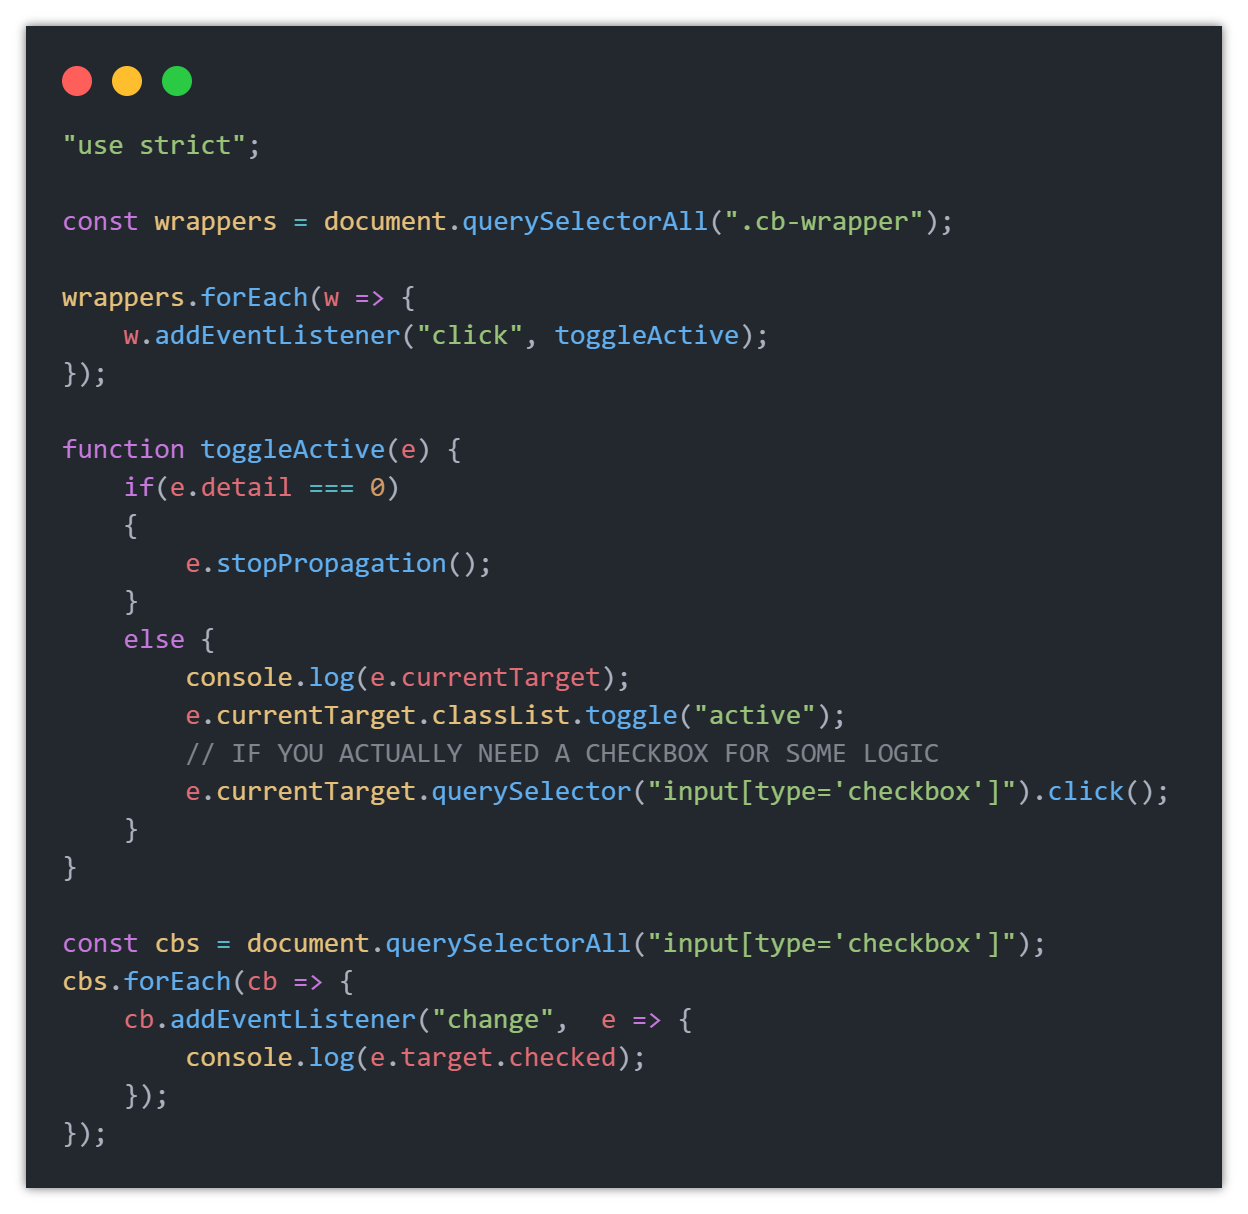 "use strict";

const wrappers = document.querySelectorAll(".cb-wrapper");

wrappers.forEach(w => {
    w.addEventListener("click", toggleActive);
});

function toggleActive(e) {
    if(e.detail === 0)
    {
        e.stopPropagation();
    }
    else {
        console.log(e.currentTarget);
        e.currentTarget.classList.toggle("active");
        // IF YOU ACTUALLY NEED A CHECKBOX FOR SOME LOGIC
        e.currentTarget.querySelector("input[type='checkbox']").click();
    }
}

const cbs = document.querySelectorAll("input[type='checkbox']");
cbs.forEach(cb => {
    cb.addEventListener("change",  e => {
        console.log(e.target.checked);
    });
});